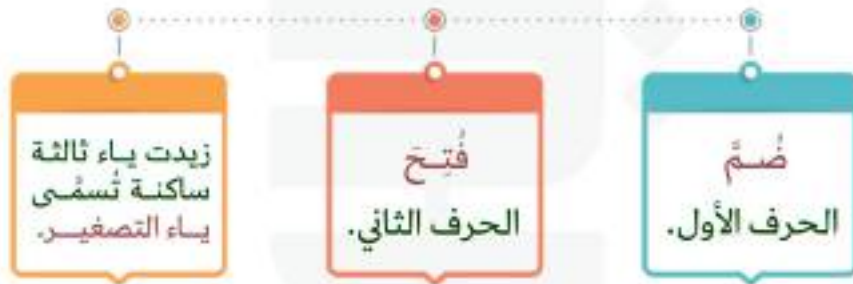 ضُمَّ
الحرف الأول.
فُتِحَ
الحرف الثاني.
زيدت ياء ثالثة
ساكنة تُسمَّى
ياء التصغير.